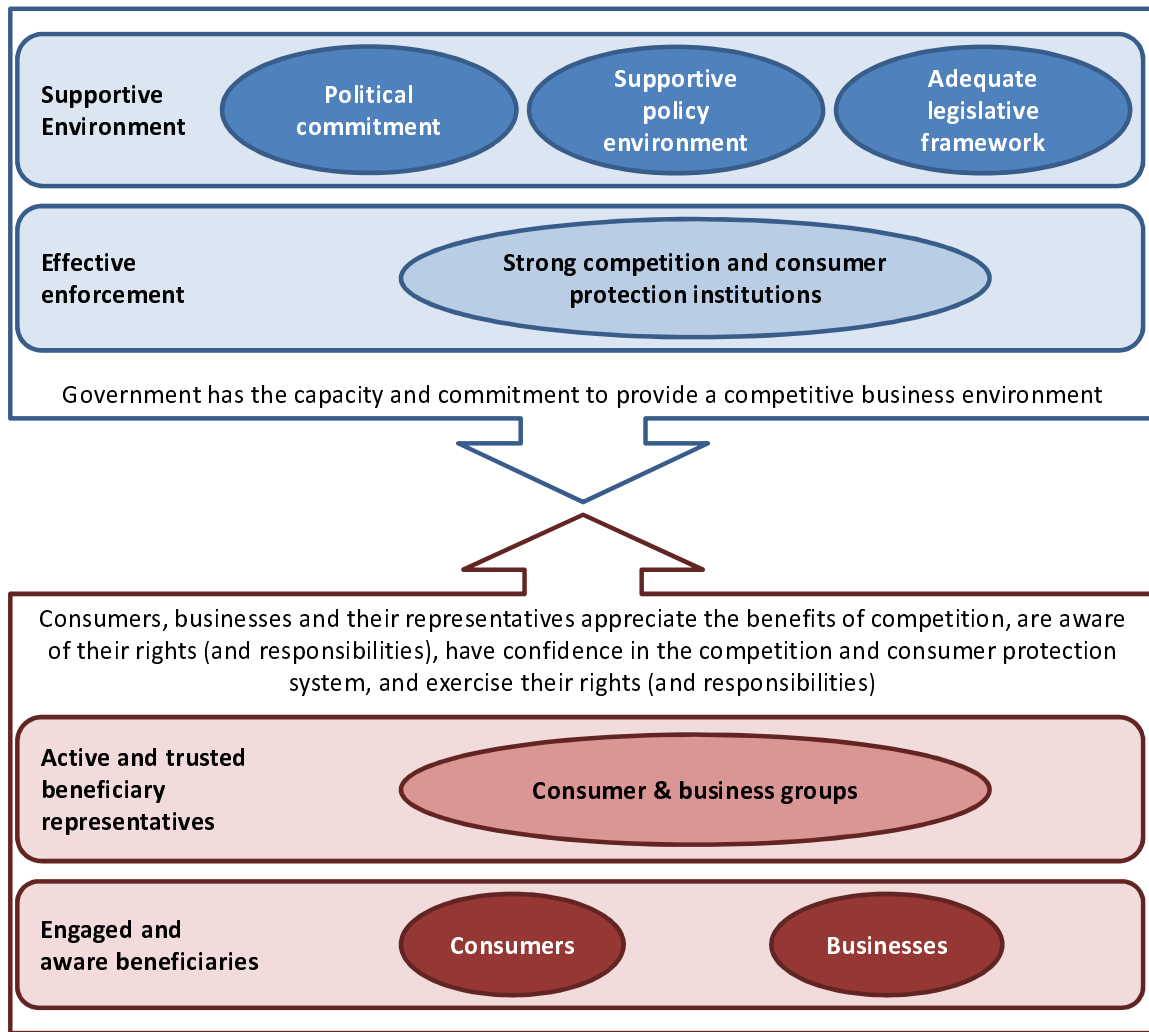 Supportive
Environment
Political
commitment
Supportive
policy
environment
Adequate
legislative
framework
Effective
enforcement
Strong competition and consumer
protection institutions
Government has the capacity and commitment to provide a competitive business environment
Consumers, businesses and their representatives appreciate the benefits of competition, are aware
of their rights (and responsibilities), have confidence in the competition and consumer protection
system, and exercise their rights (and responsibilities)
Active and trusted
beneficiary
representatives
Consumer & business groups
Engaged and
aware beneficiaries
Consumers
Businesses